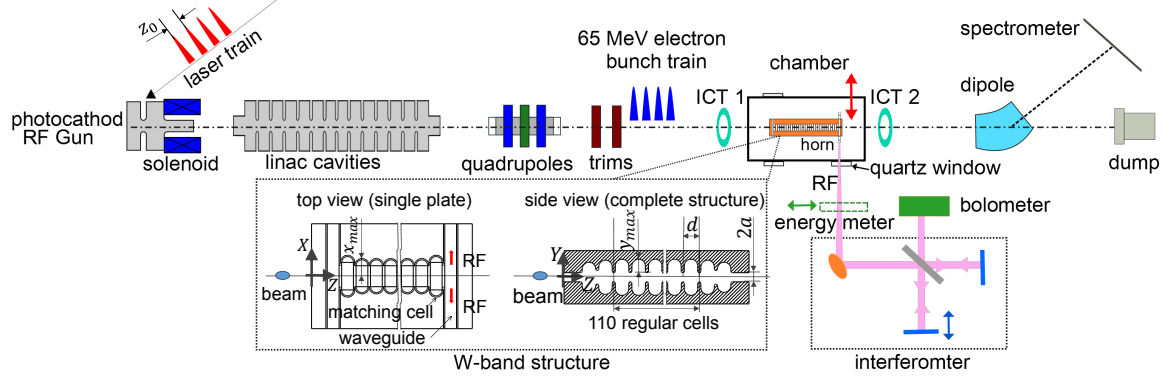 z₀
laser train
photocathod
RF Gun
solenoid
linac cavities
quadrupoles
trims
65 MeV electron
bunch train
ICT 1
chamber
horn
ICT 2
quartz window
dipole
spectrometer
dump
RF
energy meter
bolometer
interferomter
top view (single plate)
X
x_max
Z
beam
RF
RF
matching cell
waveguide
side view (complete structure)
Y
y_max
d
2a
Z
beam
110 regular cells
W-band structure